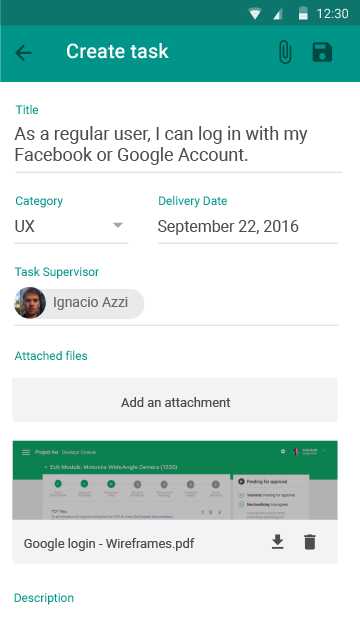 12:30
Create task
Title
As a regular user, I can log in with my
Facebook or Google Account.
Category
Delivery Date
UX
September 22, 2016
Task Supervisor
Ignacio Azzi
Attached files
Add an attachment
Project Ara Developer Console
Edit Module: Motorola Wide-Angle Camera (1232)
Pending for approval
Technical: Pending for approval
Merchandising: In progress
Google login - Wireframes.pdf
Description